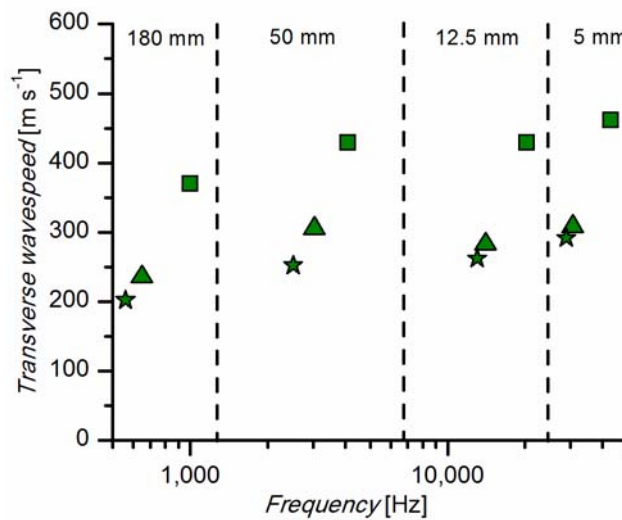 600
180 mm
50 mm
12.5 mm
5 mm
500
400
300
200
100
0
Transverse wavespeed [m s⁻¹]
1,000
10,000
Frequency [Hz]